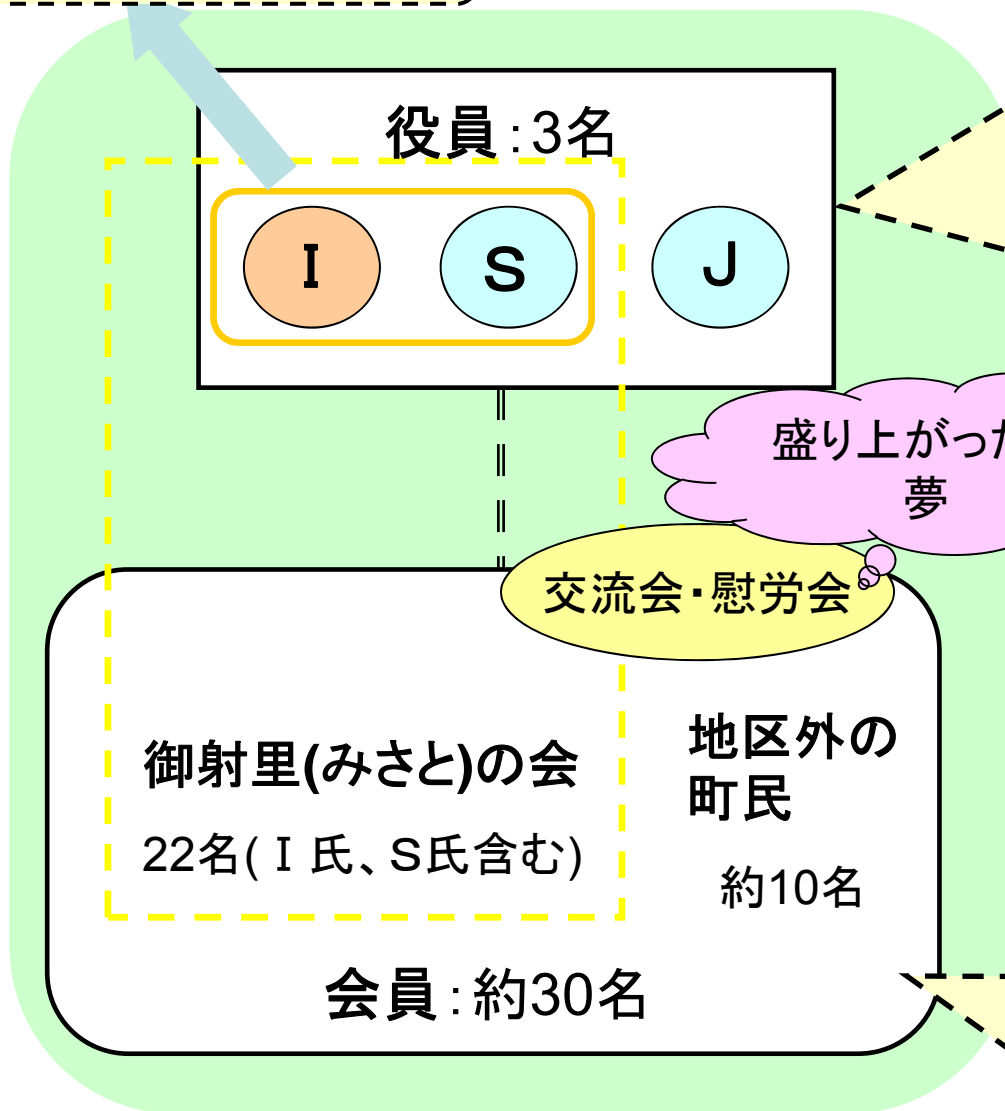 役員:3名
I S J
盛り上がった
夢
交流会・慰労会
御射里(みさと)の会
22名(I氏、S氏含む)
地区外の
町民
約10名
会員:約30名